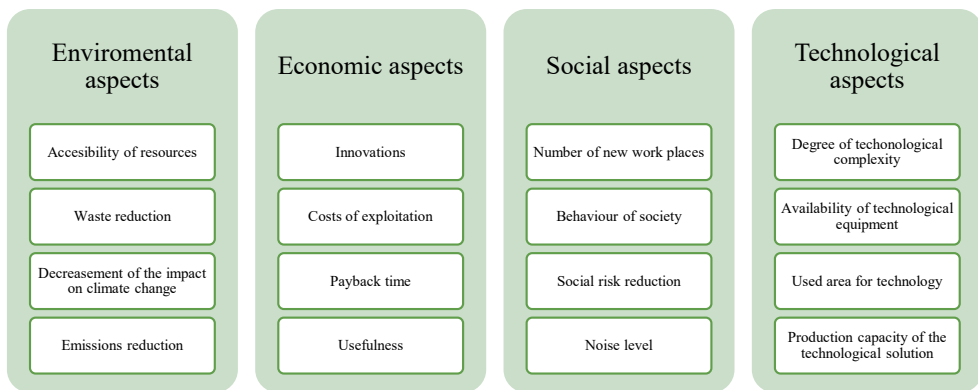 Enviromental
aspects
Accesibility of resources
Waste reduction
Decreasement of the impact
on climate change
Emissions reduction
Economic aspects
Innovations
Costs of exploitation
Payback time
Usefulness
Social aspects
Number of new work places
Behaviour of society
Social risk reduction
Noise level
Technological
aspects
Degree of techonological
complexity
Availability of technological
equipment
Used area for technology
Production capacity of the
technological solution